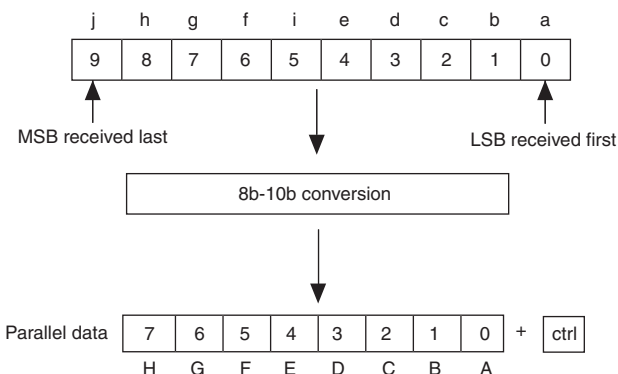 j h g f i e d c b a
9 8 7 6 5 4 3 2 1 0
MSB received last LSB received first
8b-10b conversion
Parallel data 7 6 5 4 3 2 1 0 + ctrl
H G F E D C B A